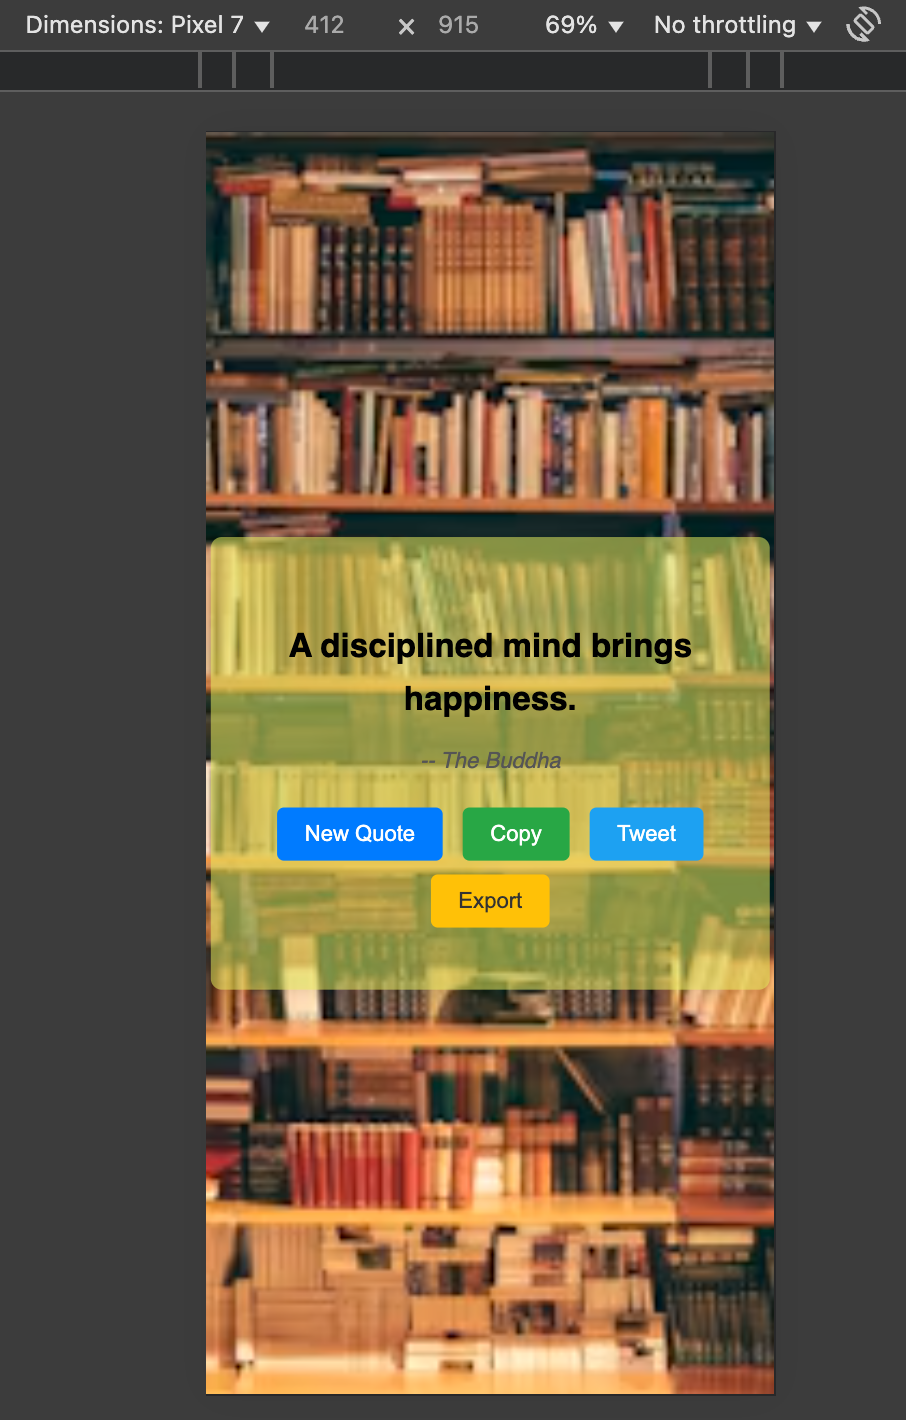 Dimensions: Pixel 7 ▼ 412 × 915 69% ▼ No throttling ▼
A disciplined mind brings
happiness.
-- The Buddha
New Quote Copy Tweet
Export